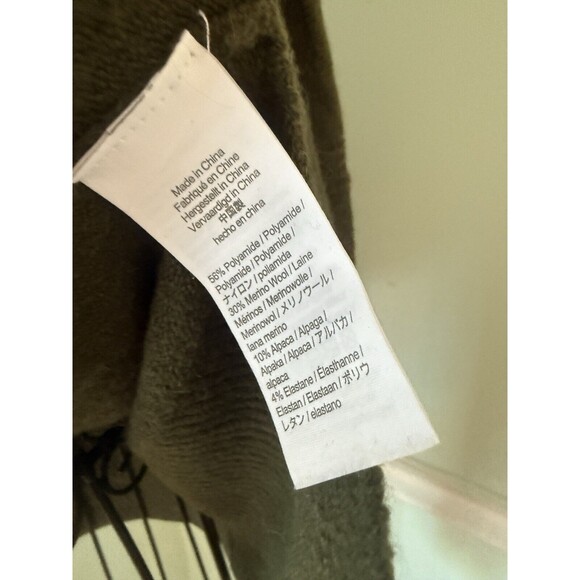 Made in China
Fabriqué en Chine
Hergestellt in China
Vervaardigd in China
中国製
hecho en china
56% Polyamide / Polyamide /
Polyamide / Polyamide /
ナイロン / poliamida
30% Merino Wool / Laine
Mérinos / Merinowolle /
Merinowol / メリノウール /
lana merino
10% Alpaca / Alpaga /
Alpaka / Alpaca / アルパカ /
alpaca
4% Elastane / Élasthanne /
Elastan / Elastaan / ポリウ
レタン / elastano